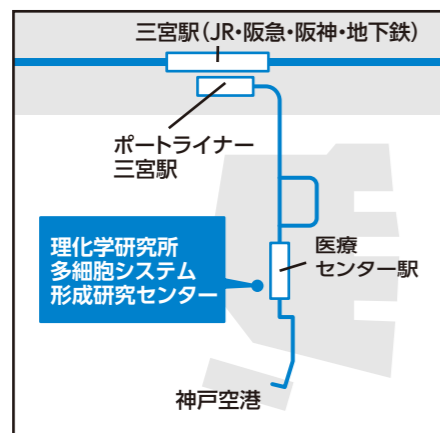 三宮駅(JR・阪急・阪神・地下鉄)
ポートライナー
三宮駅
理化学研究所
多細胞システム
形成研究センター
医療
センター駅
神戸空港